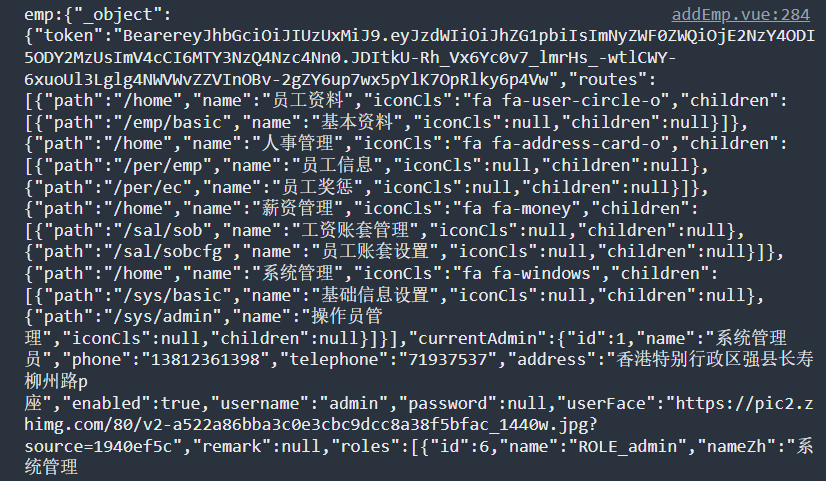 emp:{"_object": addEmp.vue:284
{"token":"BearereyJhbGciOiJIUzUxMiJ9.eyJzdWIiOiJhZG1pbiIsImNyZWF0ZWQiOjE2NzY4ODI
5ODY2MzUsImV4cCI6MTY3NzQ4Nzc4Nn0.JDItkU-Rh_Vx6Yc0v7_lmrHs_-wtlCWY-
6xuoUl3Lglg4NWVWvZZVInOBv-2gZY6up7wx5pYlK7OpRlky6p4Vw","routes":
[{"path":"/home","name":"员工资料","iconCls":"fa fa-user-circle-o","children":
[{"path":"/emp/basic","name":"基本资料","iconCls":null,"children":null}]},
{"path":"/home","name":"人事管理","iconCls":"fa fa-address-card-o","children":
[{"path":"/per/emp","name":"员工信息","iconCls":null,"children":null},
{"path":"/per/ec","name":"员工奖惩","iconCls":null,"children":null}]},
{"path":"/home","name":"薪资管理","iconCls":"fa fa-money","children":
[{"path":"/sal/sob","name":"工资账套管理","iconCls":null,"children":null},
{"path":"/sal/sobcfg","name":"员工账套设置","iconCls":null,"children":null}]},
{"path":"/home","name":"系统管理","iconCls":"fa fa-windows","children":
[{"path":"/sys/basic","name":"基础信息设置","iconCls":null,"children":null},
{"path":"/sys/admin","name":"操作员管
理","iconCls":null,"children":null}]}],"currentAdmin":{"id":1,"name":"系统管理
员","phone":"13812361398","telephone":"71937537","address":"香港特别行政区强县长寿
柳州路p
座","enabled":true,"username":"admin","password":null,"userFace":"https://pic2.z
himg.com/80/v2-a522a86bba3c0e3cbc9dcc8a38f5bfac_1440w.jpg?
source=1940ef5c","remark":null,"roles":[{"id":6,"name":"ROLE_admin","nameZh":"系
统管理